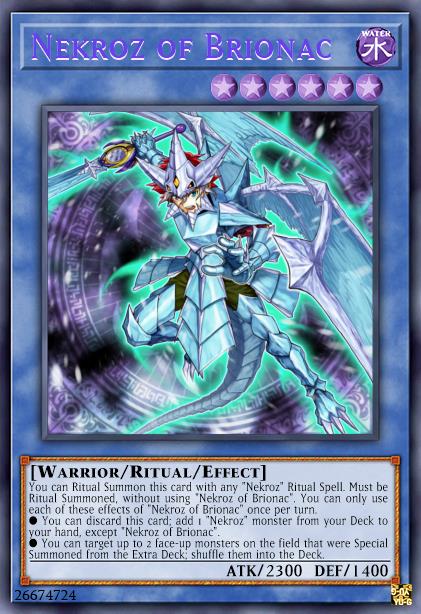 Nekroz of Brionac
WATER
水
[Warrior/Ritual/Effect]
You can Ritual Summon this card with any "Nekroz" Ritual Spell. Must be
Ritual Summoned, without using "Nekroz of Brionac". You can only use
each of these effects of "Nekroz of Brionac" once per turn.
● You can discard this card; add 1 "Nekroz" monster from your Deck to
your hand, except "Nekroz of Brionac".
● You can target up to 2 face-up monsters on the field that were Special
Summoned from the Extra Deck; shuffle them into the Deck.
ATK/2300 DEF/1400
26674724